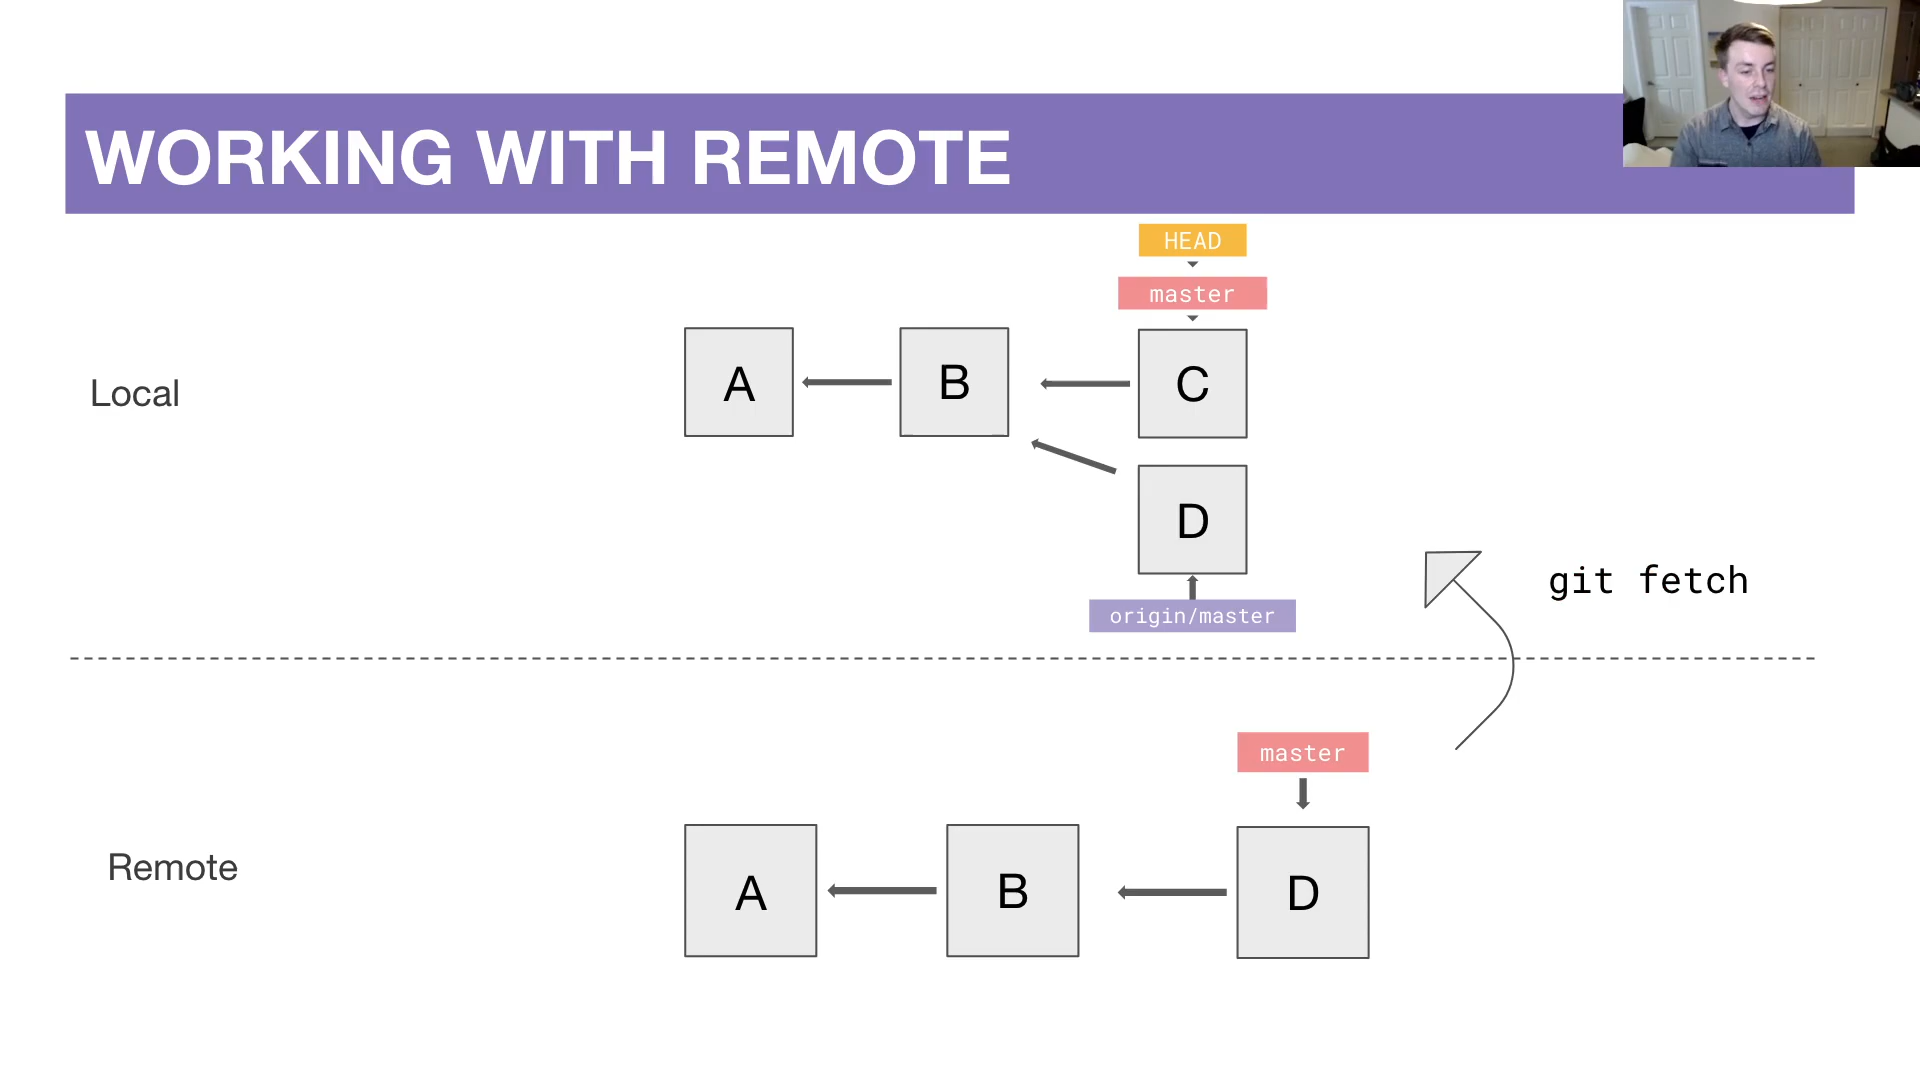 WORKING WITH REMOTE
HEAD
master
Local
A
B
C
D
git fetch
origin/master
master
Remote
A
B
D